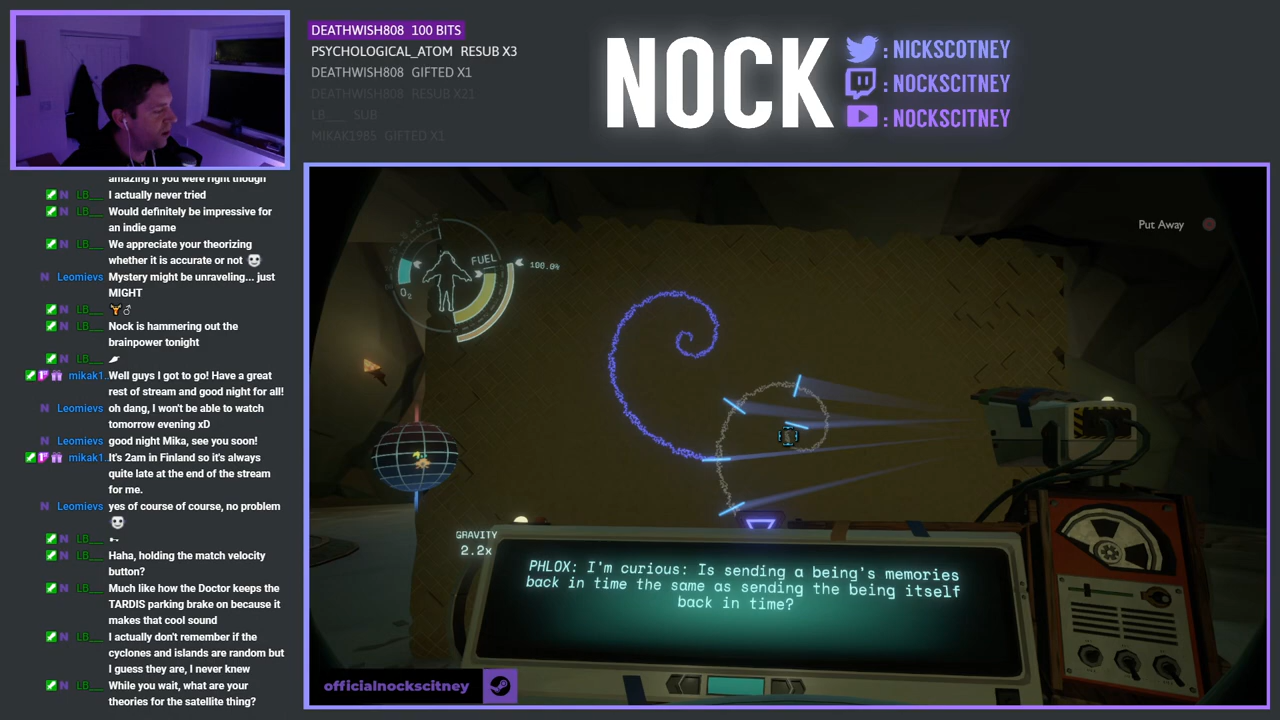 DEATHWISH808 100 BITS
PSYCHOLOGICAL_ATOM RESUB X3
DEATHWISH808 GIFTED X1
DEATHWISH808 RESUB X21
LB___ SUB
MIKAK1985 GIFTED X1
NOCK
: NICKSCOTNEY
: NOCKSCITNEY
: NOCKSCITNEY
amazing if you were right though
LB___ I actually never tried
LB___ Would definitely be impressive for
an indie game
LB___ We appreciate your theorizing
whether it is accurate or not
Leomievs Mystery might be unraveling... just
MIGHT
LB___
LB___ Nock is hammering out the
brainpower tonight
LB___
mikak1. Well guys I got to go! Have a great
rest of stream and good night for all!
Leomievs oh dang, I won't be able to watch
tomorrow evening xD
Leomievs good night Mika, see you soon!
mikak1. It's 2am in Finland so it's always
quite late at the end of the stream
for me.
Leomievs yes of course of course, no problem
LB___
LB___ Haha, holding the match velocity
button?
LB___ Much like how the Doctor keeps the
TARDIS parking brake on because it
makes that cool sound
LB___ I actually don't remember if the
cyclones and islands are random but
I guess they are, I never knew
LB___ While you wait, what are your
theories for the satellite thing?
Put Away
FUEL
100.0%
O2
GRAVITY
2.2x
PHLOX: I'm curious: Is sending a being's memories
back in time the same as sending the being itself
back in time?
officialnockscitney